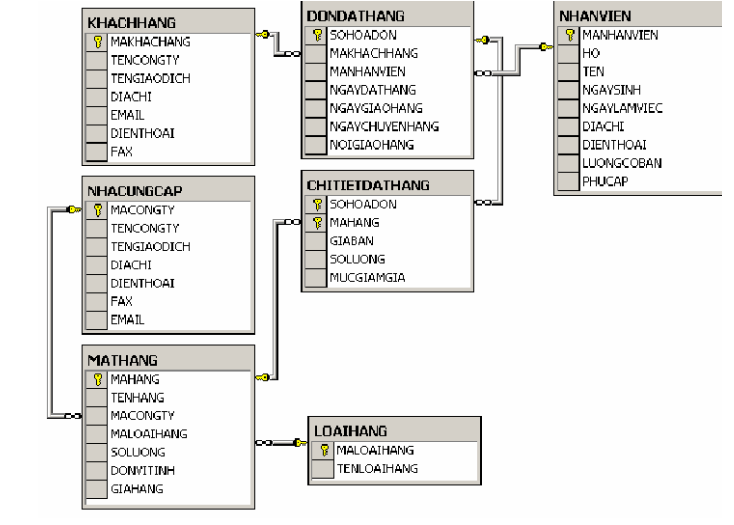 KHACHHANG
MAKHACHANG
TENCONGTY
TENGIAODICH
DIACHI
EMAIL
DIENTHOAI
FAX
DONDATHANG
SOHOADON
MAKHACHHANG
MANHANVIEN
NGAYDATHANG
NGAYGIAOHANG
NGAYCHUYENHANG
NOIGIAOHANG
NHANVIEN
MANHANVIEN
HO
TEN
NGAYSINH
NGAYLAMVIEC
DIACHI
DIENTHOAI
LUONGCOBAN
PHUCAP
NHACUNGCAP
MACONGTY
TENCONGTY
TENGIAODICH
DIACHI
DIENTHOAI
FAX
EMAIL
CHITIETDATHANG
SOHOADON
MAHANG
GIABAN
SOLUONG
MUCGIAMGIA
MATHANG
MAHANG
TENHANG
MACONGTY
MALOAIHANG
SOLUONG
DONVITINH
GIAHANG
LOAIHANG
MALOAIHANG
TENLOAIHANG